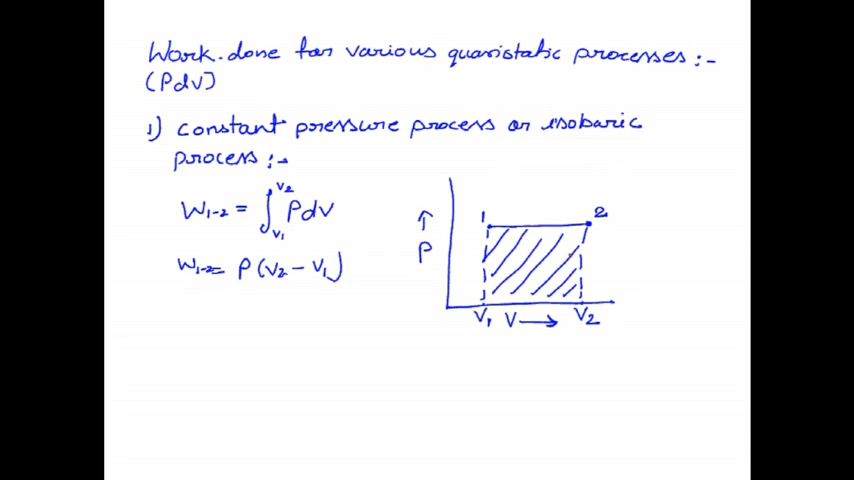 Work.done for various quasistatic processes :-
(PdV)
1) constant pressure process or isobaric
process :-
W₁₋₂ = ∫V₁V₂ PdV
W₁₋₂ = P(V₂ - V₁)
↑
P
1
2
V₁ V → V₂